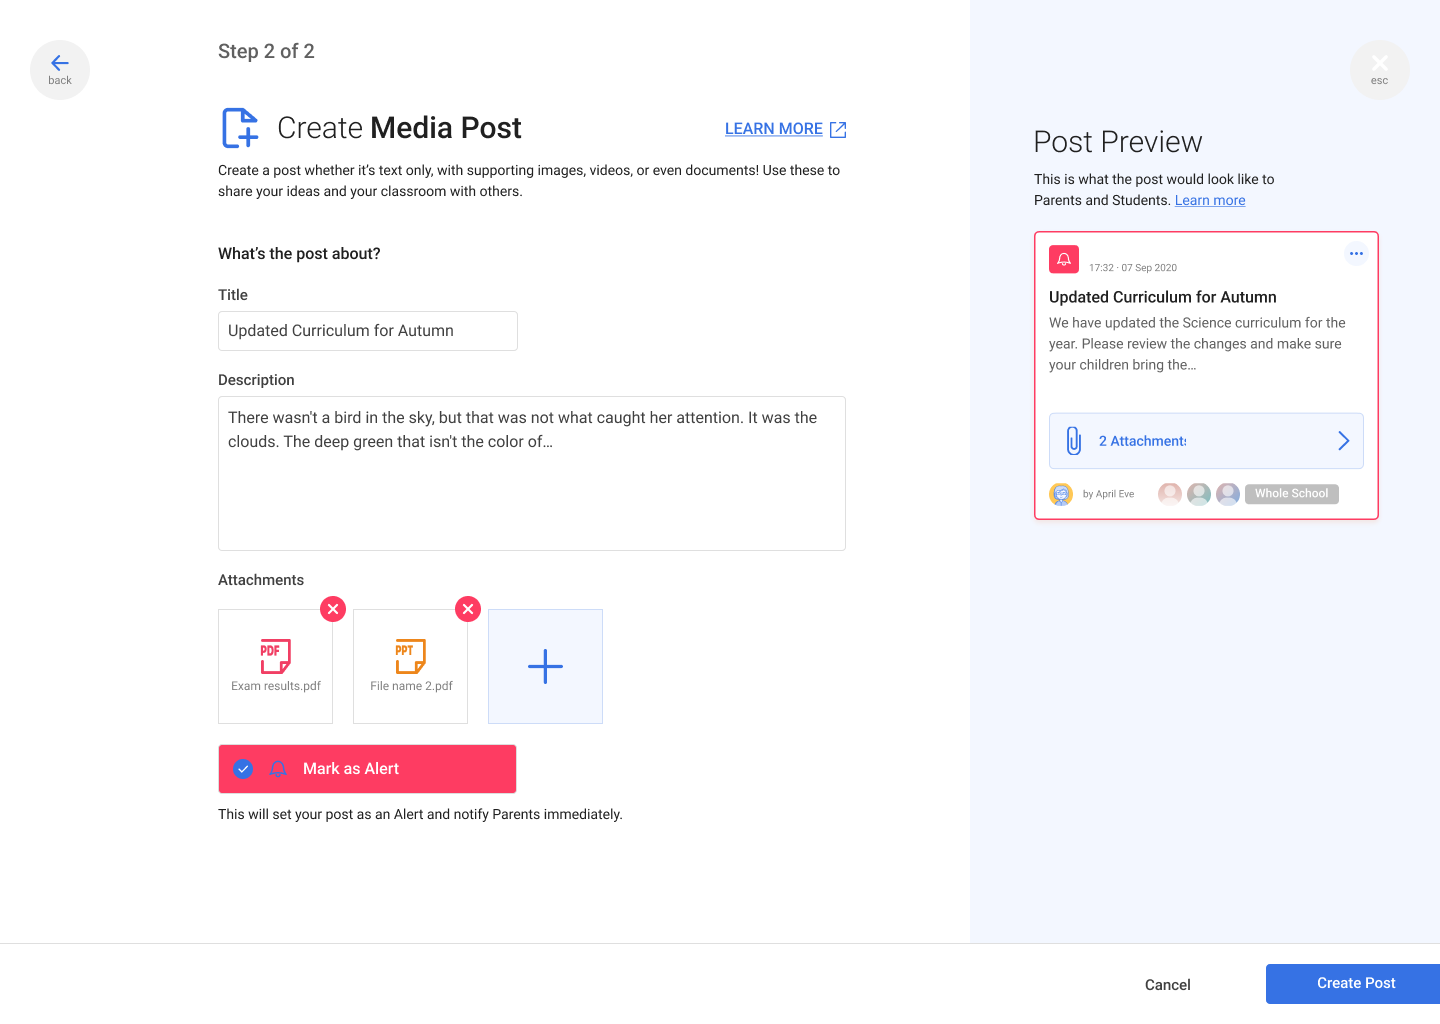 back
Step 2 of 2
Create Media Post
LEARN MORE
Create a post whether it’s text only, with supporting images, videos, or even documents! Use these to
share your ideas and your classroom with others.
What’s the post about?
Title
Updated Curriculum for Autumn
Description
There wasn't a bird in the sky, but that was not what caught her attention. It was the
clouds. The deep green that isn't the color of…
Attachments
PDF
Exam results.pdf
PPT
File name 2.pdf
Mark as Alert
This will set your post as an Alert and notify Parents immediately.
esc
Post Preview
This is what the post would look like to
Parents and Students. Learn more
17:32 · 07 Sep 2020
Updated Curriculum for Autumn
We have updated the Science curriculum for the
year. Please review the changes and make sure
your children bring the…
2 Attachments
by April Eve
Whole School
Cancel
Create Post